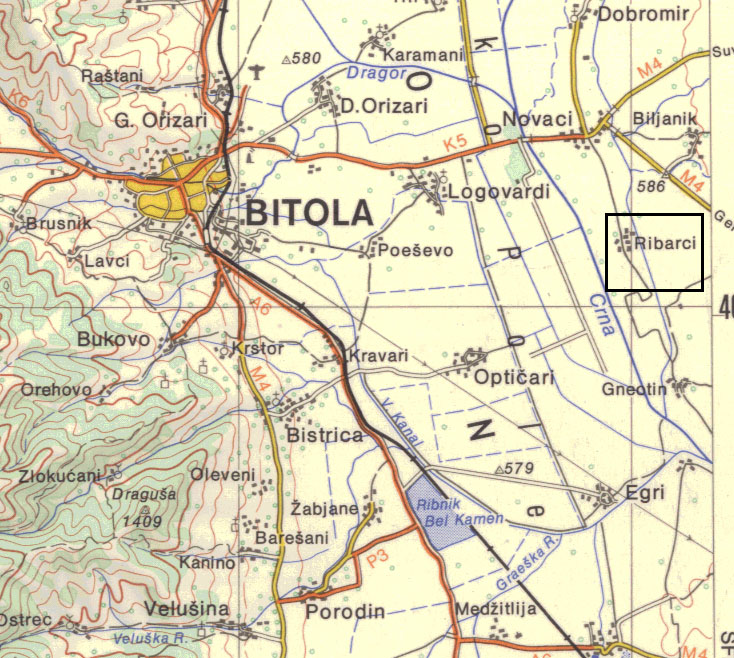 Dobromir
Karamani
580
Dragor
Raštani
D.Orizari
M4
Suv
K6
G. Orizari
Novaci
Biljanik
K5
K
O
586
M4
Logovardi
BITOLA
Ger
Brusnik
Poeševo
P
Ribarci
Lavci
A6
Crna
40
Bukovo
Krstor
Kravari
O
M4
Optičari
Orehovo
Gneotin
V. Kanal
N
I
Bistrica
Zlokućani
Oleveni
579
Draguša
1409
Egri
e
Žabjane
Ribnik
Bel Kamen
Barešani
Kanino
P3
Graeška R.
Velušina
Porodin
Medžitlija
Ostrec
Veluška R.
SF
M4